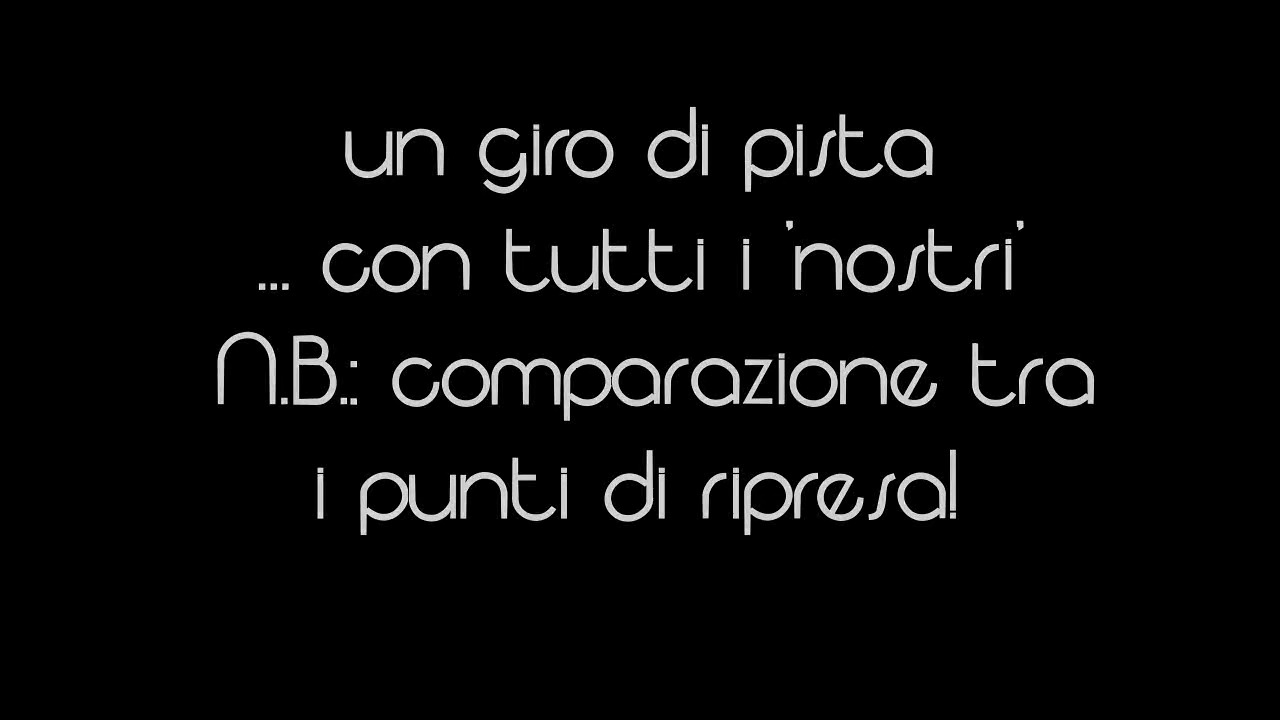 un giro di pista
... con tutti i 'nostri'
N.B.: comparazione tra
i punti di ripresa!